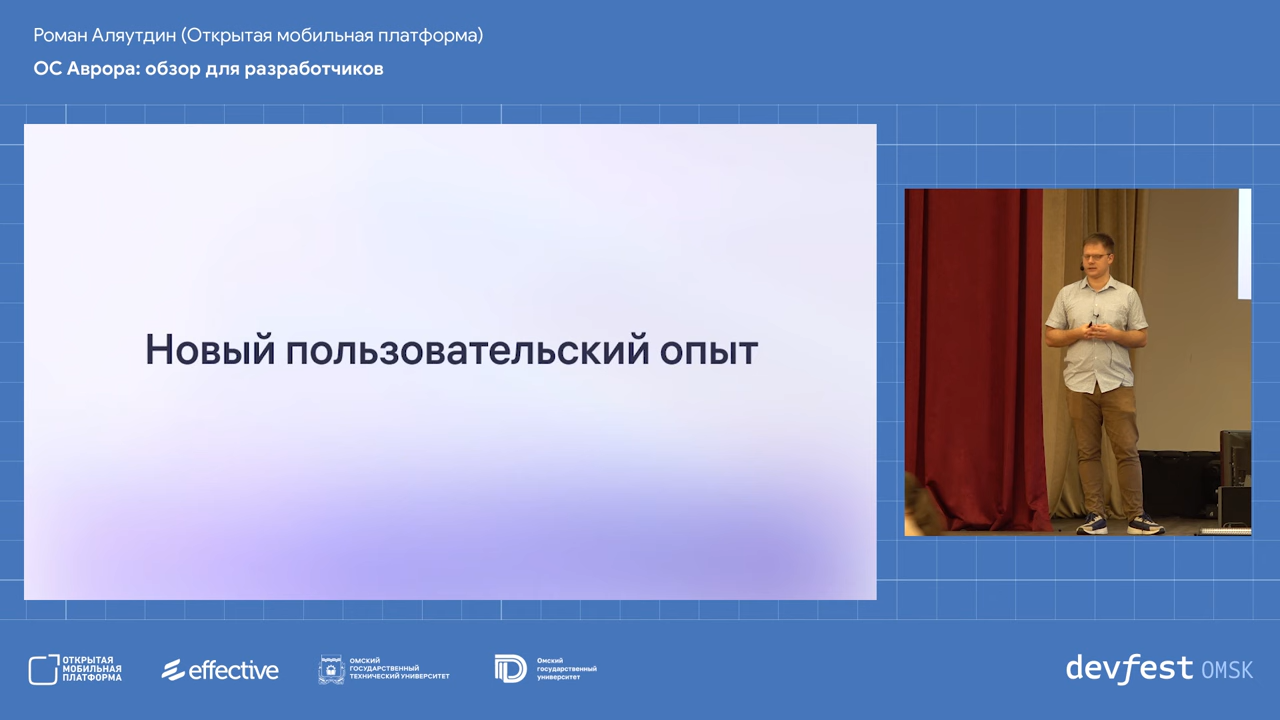 Роман Аляутдин (Открытая мобильная платформа)
ОС Аврора: обзор для разработчиков
Новый пользовательский опыт
ОТКРЫТАЯ
МОБИЛЬНАЯ
ПЛАТФОРМА
effective
ОМСКИЙ
ГОСУДАРСТВЕННЫЙ
ТЕХНИЧЕСКИЙ УНИВЕРСИТЕТ
Омский
государственный
университет
devfest OMSK